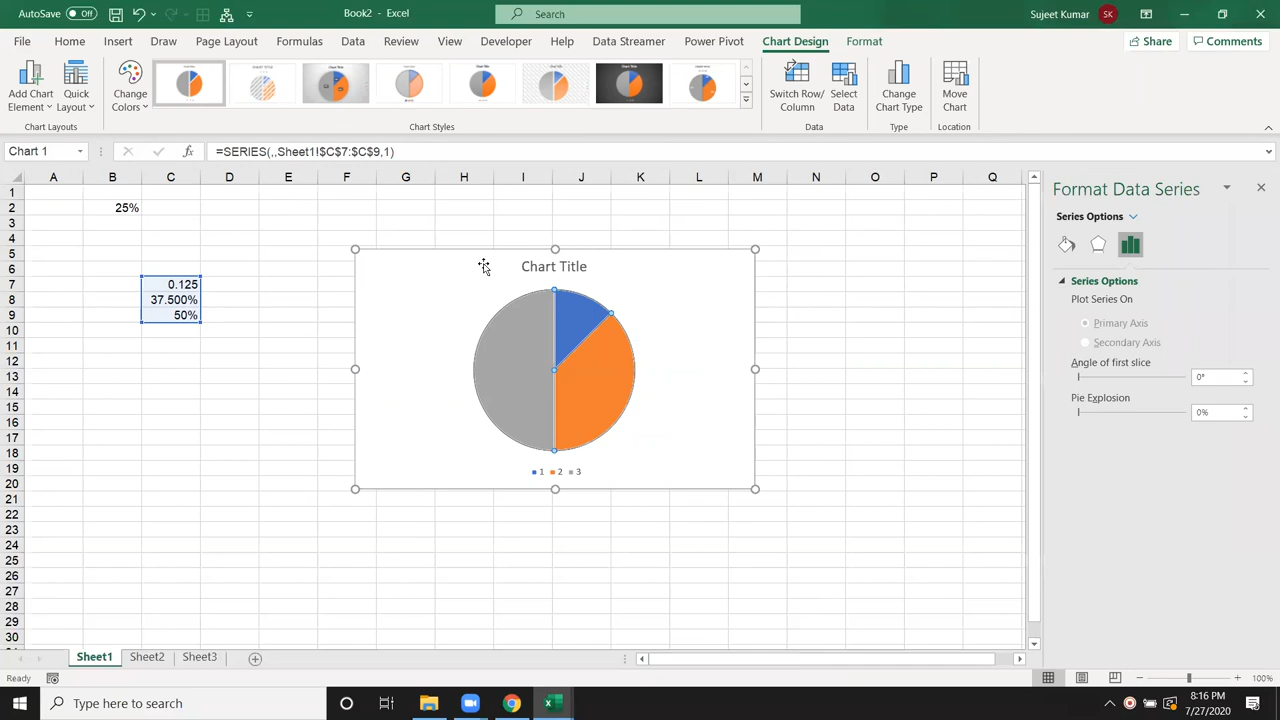 AutoSave Off Book2 - Excel Search Sujeet Kumar SK
File Home Insert Draw Page Layout Formulas Data Review View Developer Help Data Streamer Power Pivot Chart Design Format Share Comments
Add Chart Element Quick Layout Change Colors Switch Row/ Column Select Data Change Chart Type Move Chart
Chart Layouts Chart Styles Data Type Location
Chart 1 fx =SERIES(,,Sheet1!$C$7:$C$9,1)
A B C D E F G H I J K L M N O P Q
1
2 25%
3
4
5
6 Chart Title
7 0.125
8 37.500%
9 50%
10
11
12
13
14
15
16
17
18
19 1 2 3
20
21
22
23
24
25
26
27
28
29
30
Format Data Series
Series Options
Series Options
Plot Series On
Primary Axis
Secondary Axis
Angle of first slice
0°
Pie Explosion
0%
Sheet1 Sheet2 Sheet3
Ready 100%
Type here to search 8:16 PM
7/27/2020